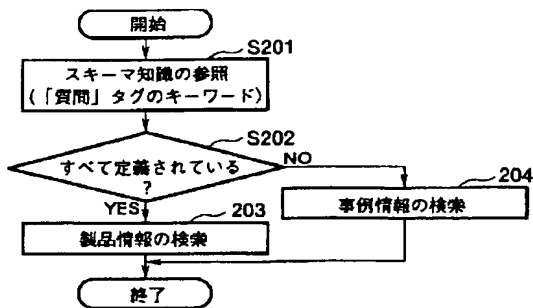 開始
S201
スキーマ知識の参照
(「質問」タグのキーワード)
S202
すべて定義されている
?
NO
YES
203
製品情報の検索
204
事例情報の検索
終了